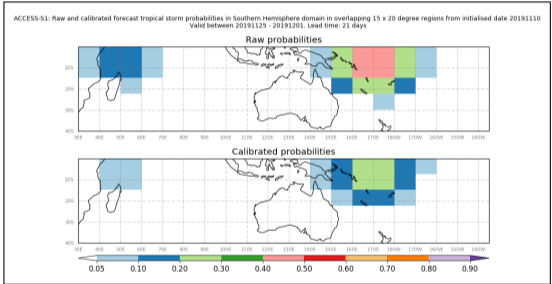 ACCESS-S1: Raw and calibrated forecast tropical storm probabilities in Southern Hemisphere domain in overlapping 15 x 20 degree regions from initialised date 20191110
Valid between 20191125 - 20191201. Lead time: 21 days
Raw probabilities
10S
20S
30S
40S
30E 40E 50E 60E 70E 80E 90E 100E 110E 120E 130E 140E 150E 160E 170E 180W 190W 160W 150W 140W
Calibrated probabilities
10S
20S
30S
40S
30E 40E 50E 60E 70E 80E 90E 100E 110E 120E 130E 140E 150E 160E 170E 180W 160W 150W 140W
0.05 0.10 0.20 0.30 0.40 0.50 0.60 0.70 0.80 0.90